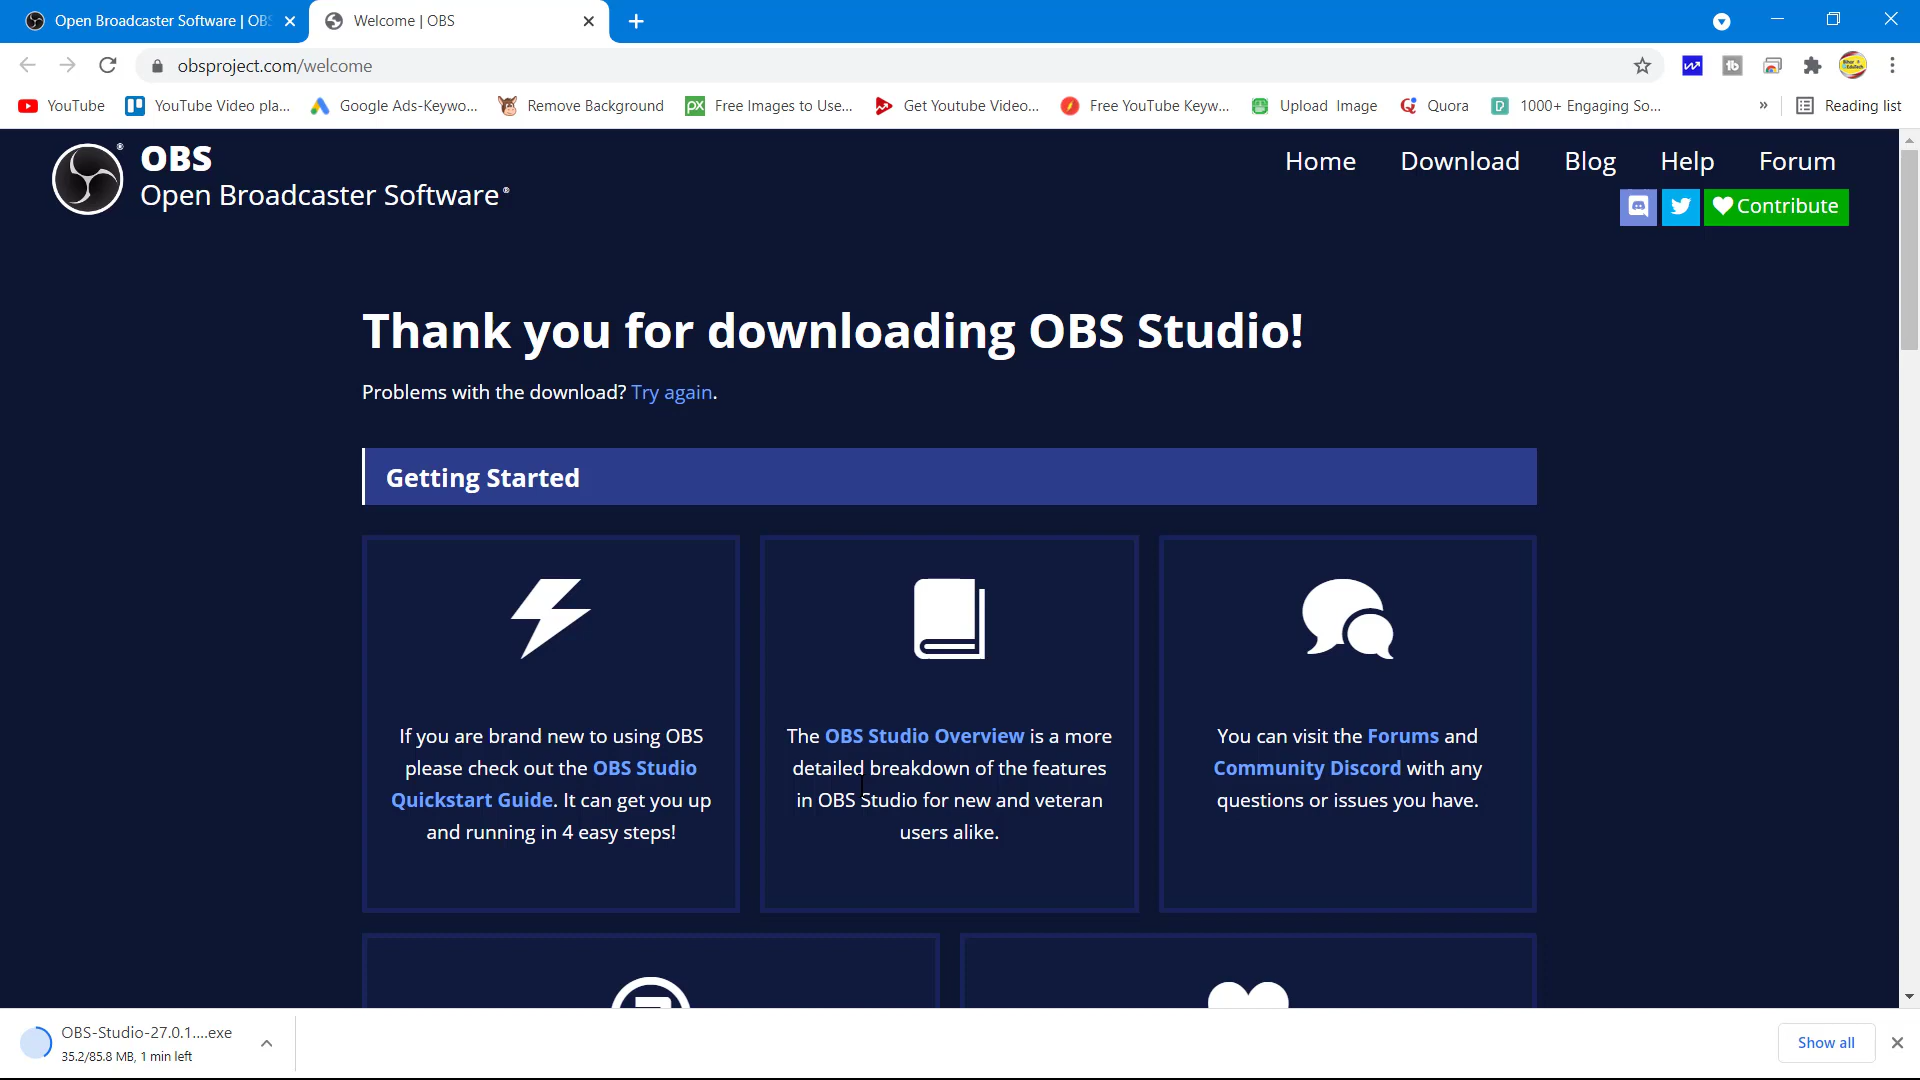 Open Broadcaster Software | OBS
Welcome | OBS
obsproject.com/welcome
YouTube
YouTube Video pla...
Google Ads-Keywo...
Remove Background
Free Images to Use...
Get Youtube Video...
Free YouTube Keyw...
Upload Image
Quora
1000+ Engaging So...
»
Reading list
OBS
Open Broadcaster Software®
Home
Download
Blog
Help
Forum
Contribute
Thank you for downloading OBS Studio!
Problems with the download? Try again.
Getting Started
If you are brand new to using OBS
please check out the OBS Studio
Quickstart Guide. It can get you up
and running in 4 easy steps!
The OBS Studio Overview is a more
detailed breakdown of the features
in OBS Studio for new and veteran
users alike.
You can visit the Forums and
Community Discord with any
questions or issues you have.
OBS-Studio-27.0.1....exe
35.2/85.8 MB, 1 min left
Show all